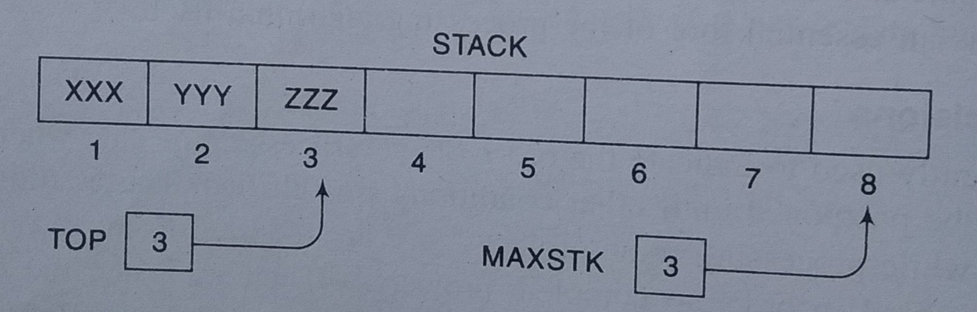 STACK
XXX YYY ZZZ
1 2 3 4 5 6 7 8
TOP 3
MAXSTK 3